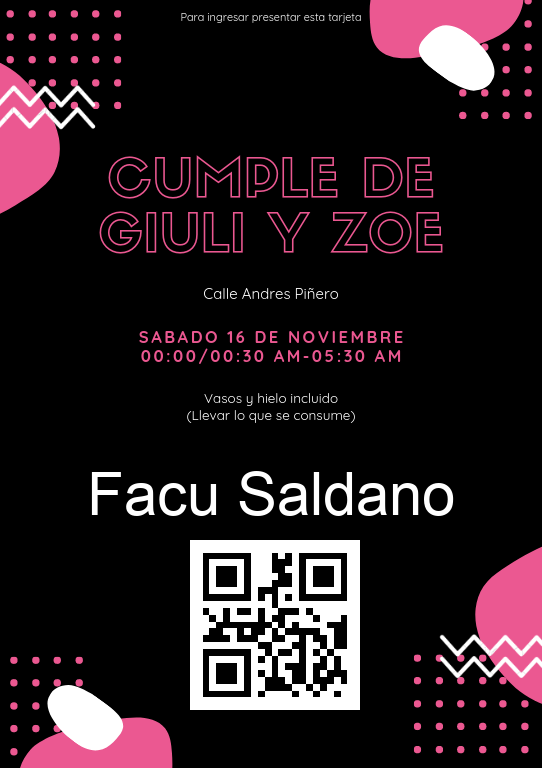 Para ingresar presentar esta tarjeta
CUMPLE DE
GIULI Y ZOE
Calle Andres Piñero
SABADO 16 DE NOVIEMBRE
00:00/00:30 AM-05:30 AM
Vasos y hielo incluido
(Llevar lo que se consume)
Facu Saldano